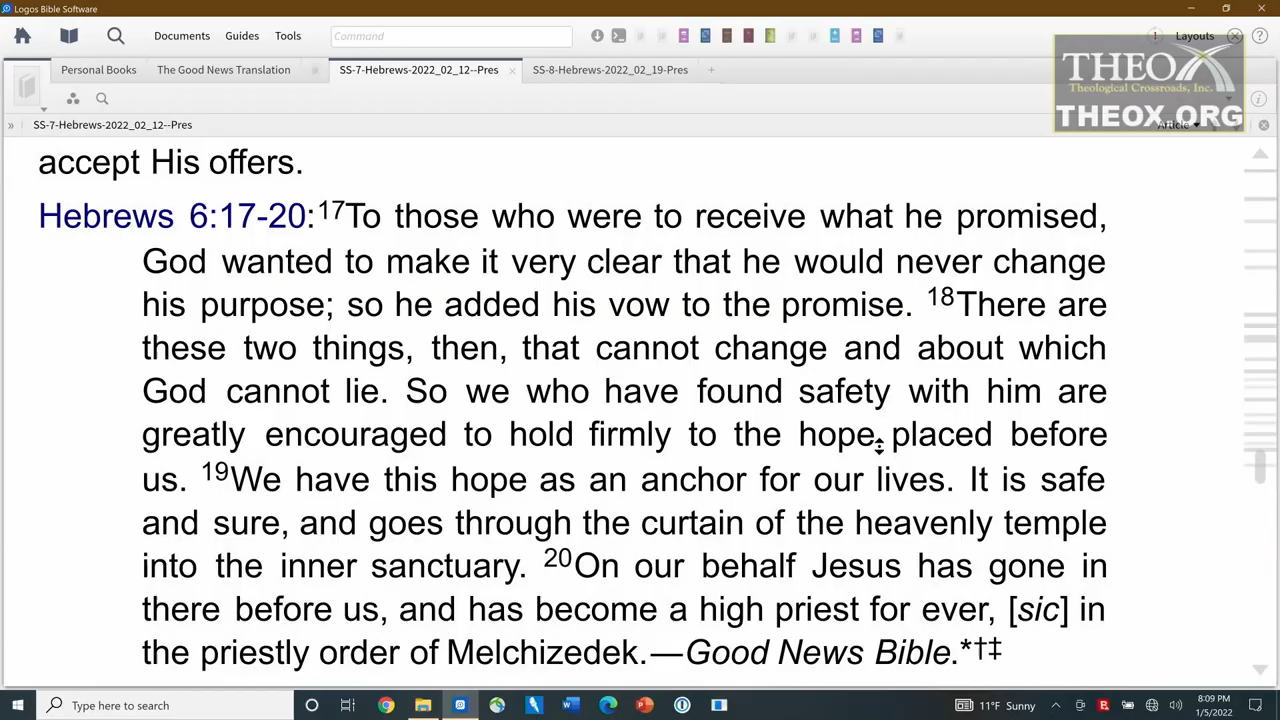 Logos Bible Software
Documents Guides Tools Command 1 Layouts
Personal Books The Good News Translation SS-7-Hebrews-2022_02_12--Pres SS-8-Hebrews-2022_02_19-Pres
THEOX
Theological Crossroads, Inc.
THEOX.ORG
SS-7-Hebrews-2022_02_12--Pres Article
accept His offers.
Hebrews 6:17-20:17To those who were to receive what he promised,
God wanted to make it very clear that he would never change
his purpose; so he added his vow to the promise. 18There are
these two things, then, that cannot change and about which
God cannot lie. So we who have found safety with him are
greatly encouraged to hold firmly to the hope placed before
us. 19We have this hope as an anchor for our lives. It is safe
and sure, and goes through the curtain of the heavenly temple
into the inner sanctuary. 20On our behalf Jesus has gone in
there before us, and has become a high priest for ever, [sic] in
the priestly order of Melchizedek.—Good News Bible.*†‡
Type here to search 11°F Sunny 8:09 PM
1/5/2022